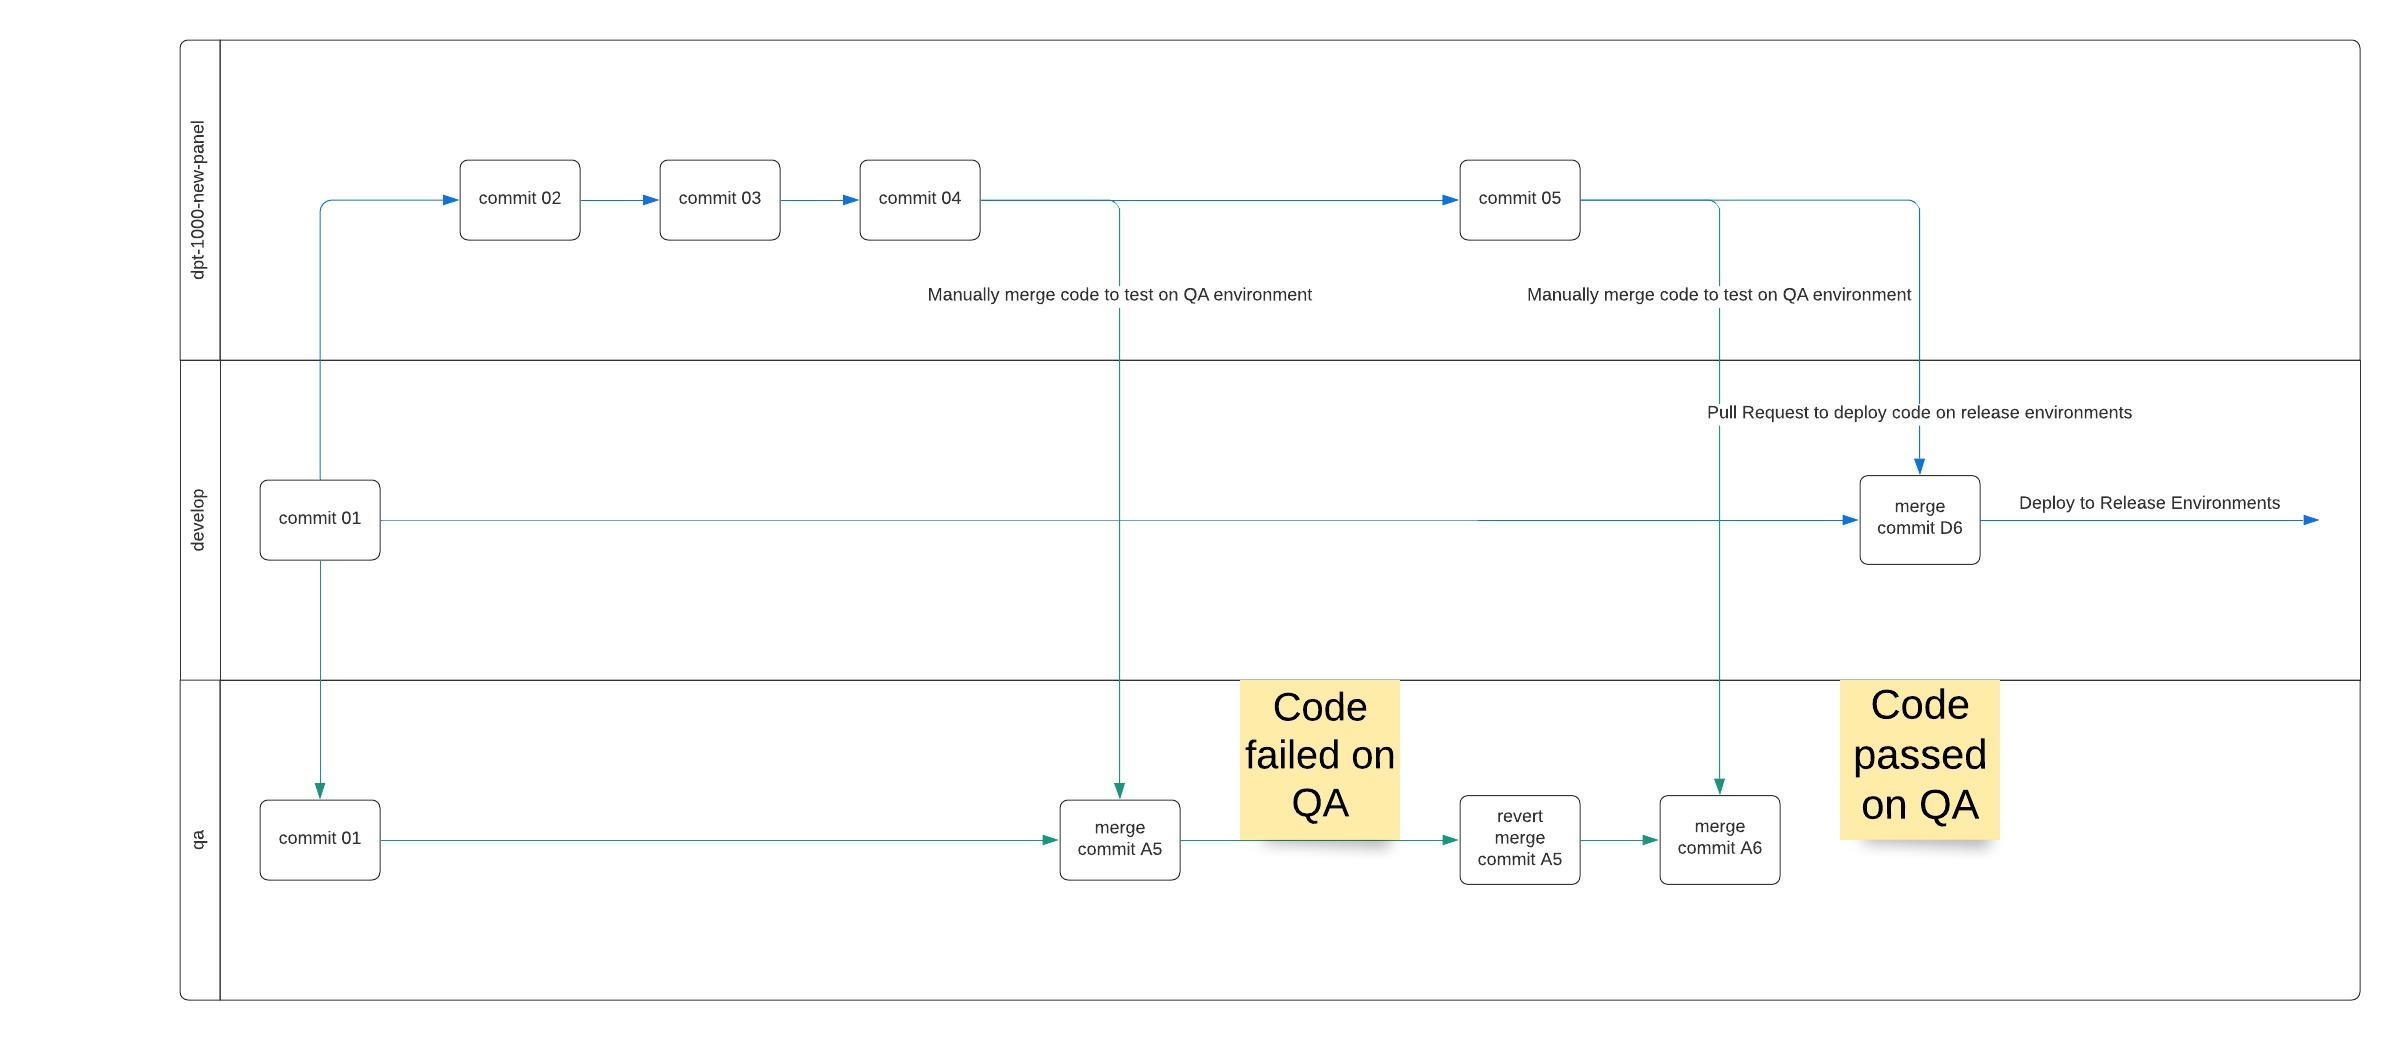 dpt-1000-new-panel
commit 02
commit 03
commit 04
commit 05
Manually merge code to test on QA environment
Manually merge code to test on QA environment
develop
Pull Request to deploy code on release environments
commit 01
merge
commit D6
Deploy to Release Environments
qa
commit 01
merge
commit A5
Code
failed on
QA
revert
merge
commit A5
merge
commit A6
Code
passed
on QA